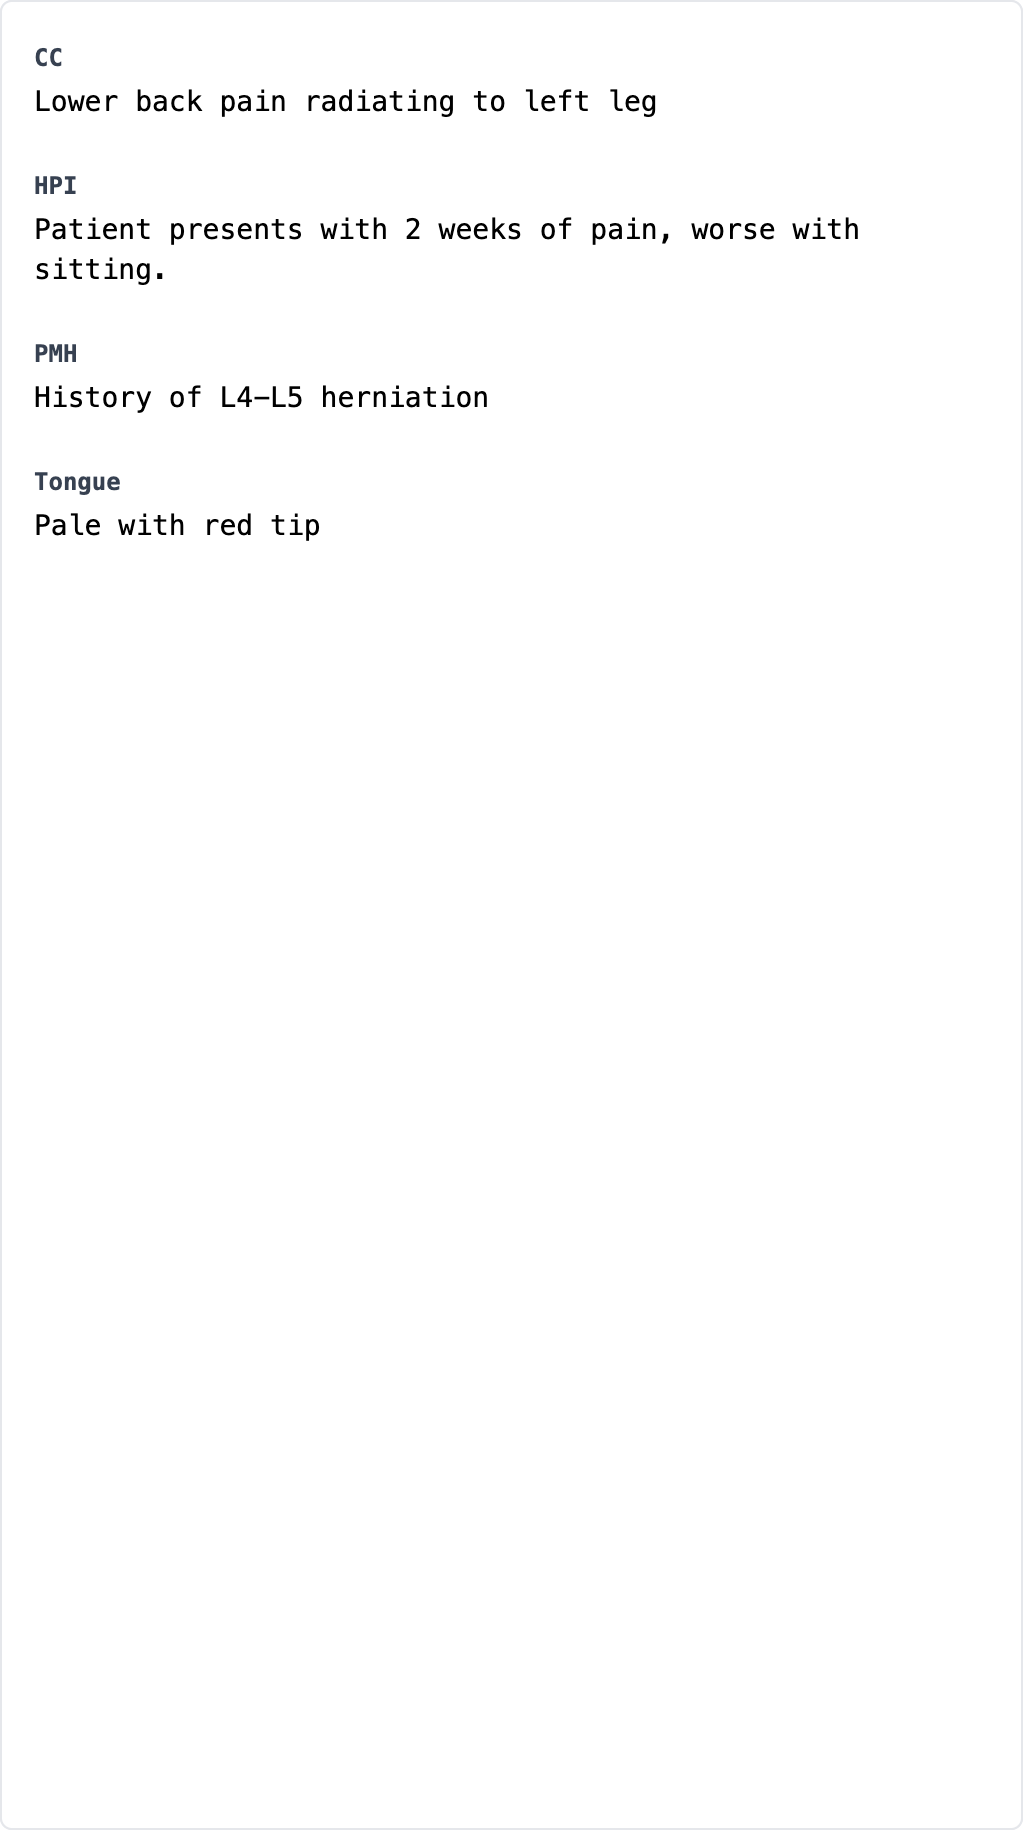 CC
Lower back pain radiating to left leg
HPI
Patient presents with 2 weeks of pain, worse with
sitting.
PMH
History of L4–L5 herniation
Tongue
Pale with red tip